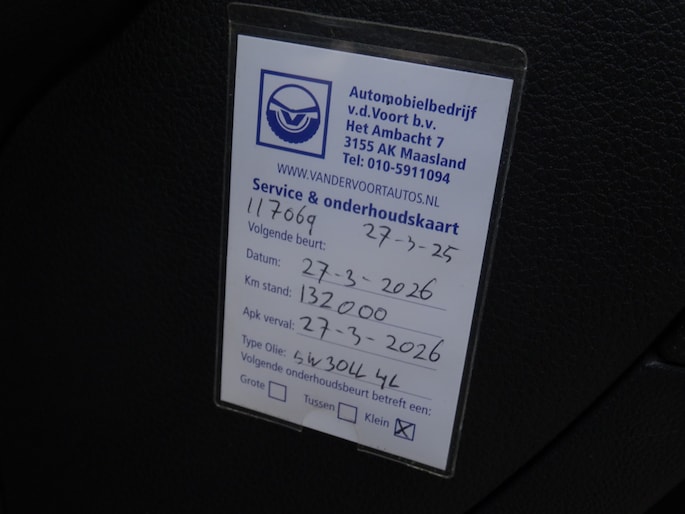 V
Automobielbedrijf
v.d.Voort b.v.
Het Ambacht 7
3155 AK Maasland
Tel: 010-5911094
WWW.VANDERVOORTAUTOS.NL
Service & onderhoudskaart
117069 27-3-25
Volgende beurt:
Datum: 27-3-2026
Km stand: 132000
Apk verval: 27-3-2026
Type Olie: 5W30LL 4L
Volgende onderhoudsbeurt betreft een:
Grote Tussen Klein X